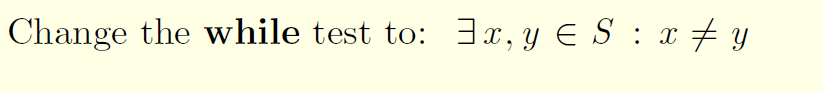 Change the while test to: ∃ x, y ∈ S : x ≠ y